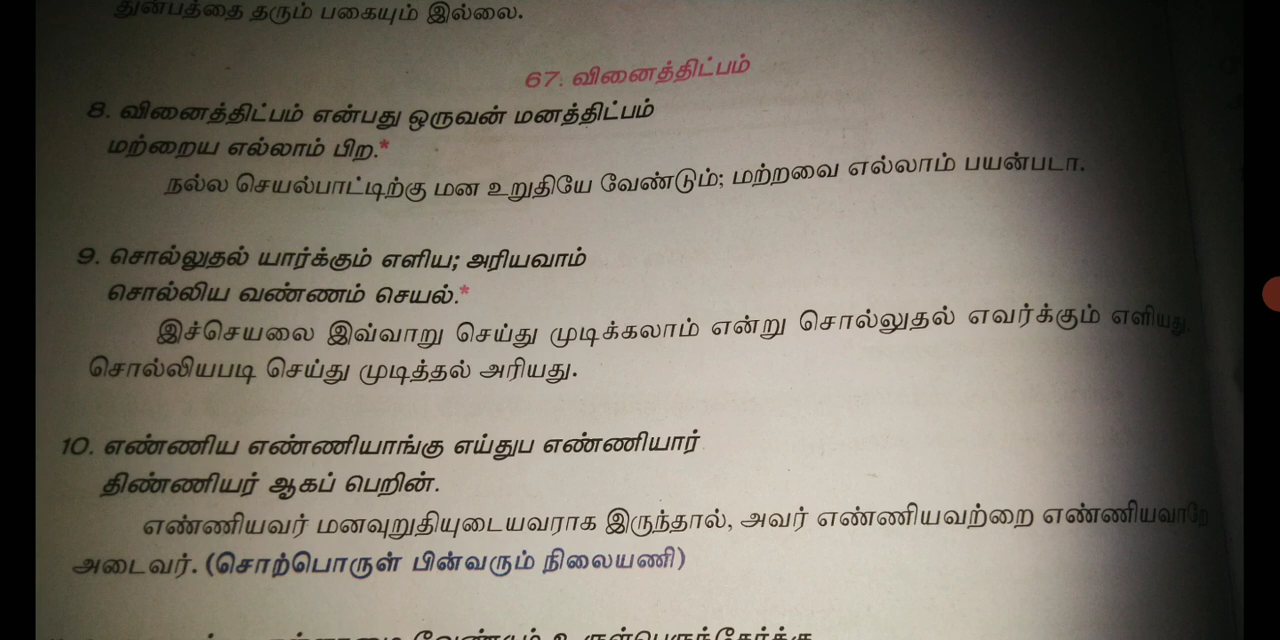 துன்பத்தை தரும் பகையும் இல்லை.
67. வினைத்திட்பம்
8. வினைத்திட்பம் என்பது ஒருவன் மனத்திட்பம்
மற்றைய எல்லாம் பிற.*
நல்ல செயல்பாட்டிற்கு மன உறுதியே வேண்டும்; மற்றவை எல்லாம் பயன்படா.
9. சொல்லுதல் யார்க்கும் எளிய; அரியவாம்
சொல்லிய வண்ணம் செயல்.*
இச்செயலை இவ்வாறு செய்து முடிக்கலாம் என்று சொல்லுதல் எவர்க்கும் எளியது
சொல்லியபடி செய்து முடித்தல் அரியது.
10. எண்ணிய எண்ணியாங்கு எய்துப எண்ணியார்
திண்ணியர் ஆகப் பெறின்.
எண்ணியவர் மனவுறுதியுடையவராக இருந்தால், அவர் எண்ணியவற்றை எண்ணியவாறே
அடைவர். (சொற்பொருள் பின்வரும் நிலையணி)
வேண்டும் உருள்பெருந்தேர்க்கு